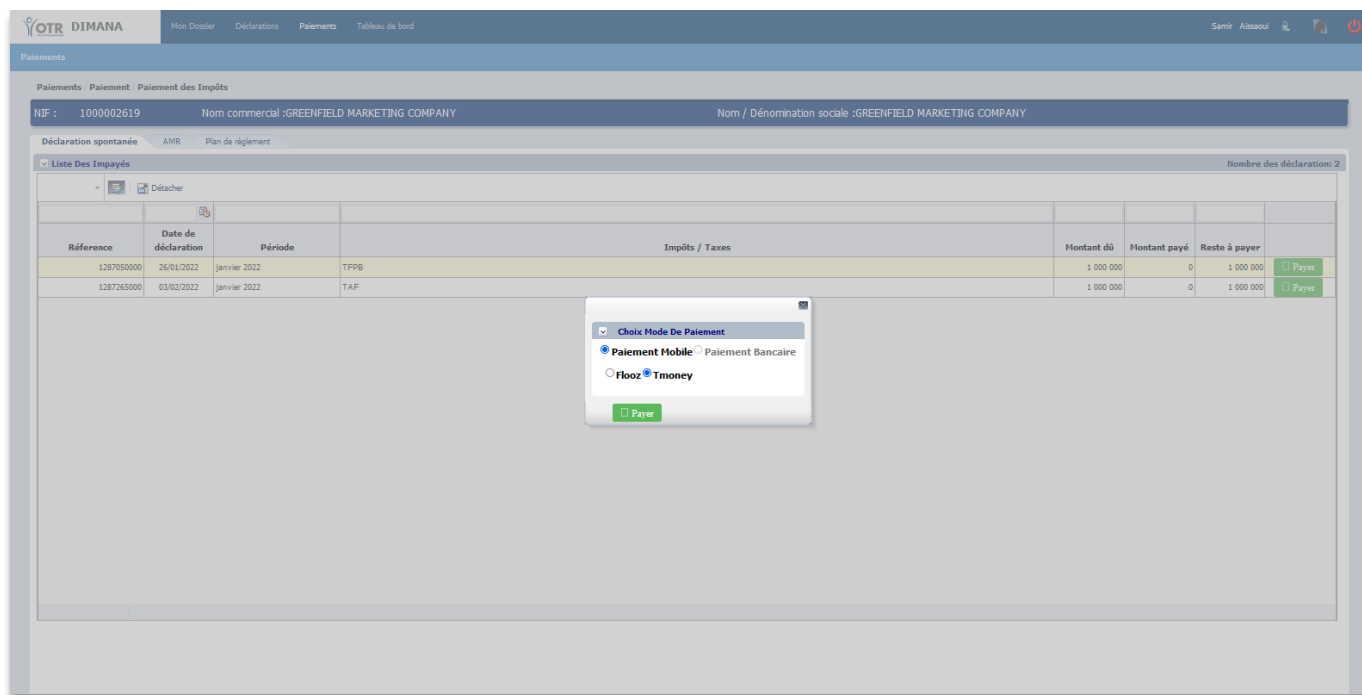 OTR DIMANA Mon Dossier Déclarations Paiements Tableau de bord Samir Aissaoui
Paiements
Paiements / Paiement / Paiement des Impôts
NIF : 1000002619 Nom commercial :GREENFIELD MARKETING COMPANY Nom / Dénomination sociale :GREENFIELD MARKETING COMPANY
Déclaration spontanée AMR Plan de règlement
Liste Des Impayés Nombre des déclaration: 2
Détacher
Réference Date de déclaration Période Impôts / Taxes Montant dû Montant payé Reste à payer
1287050000 26/01/2022 janvier 2022 TFPB 1 000 000 0 1 000 000 Payer
1287265000 03/02/2022 janvier 2022 TAF 1 000 000 0 1 000 000 Payer
Choix Mode De Paiement
Paiement Mobile Paiement Bancaire
Flooz Tmoney
Payer